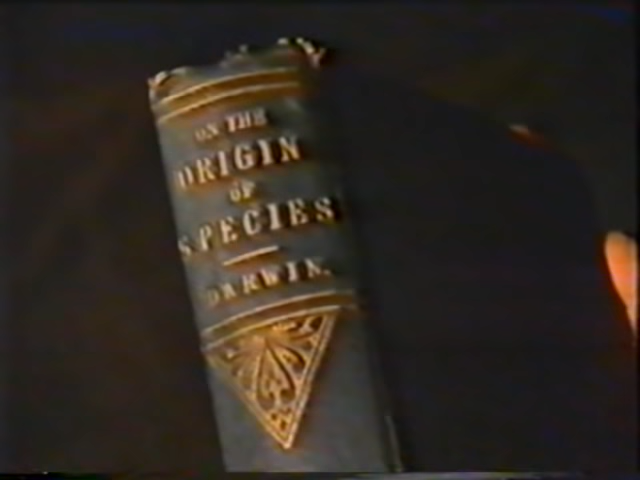 ON THE
ORIGIN
OF
SPECIES
DARWIN.